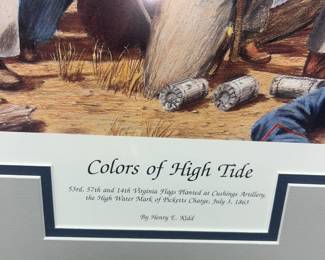 Colors of High Tide
53rd, 57th and 14th Virginia Flags Planted at Cushings Artillery,
the High Water Mark of Picketts Charge, July 3, 1863
By Henry E. Kidd